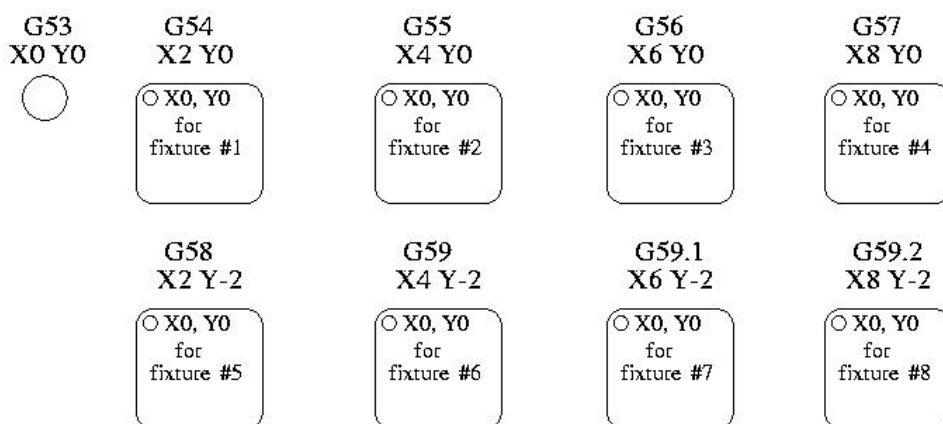 G53 G54 G55 G56 G57
X0 Y0 X2 Y0 X4 Y0 X6 Y0 X8 Y0
X0, Y0 X0, Y0 X0, Y0 X0, Y0
for for for for
fixture #1 fixture #2 fixture #3 fixture #4
G58 G59 G59.1 G59.2
X2 Y-2 X4 Y-2 X6 Y-2 X8 Y-2
X0, Y0 X0, Y0 X0, Y0 X0, Y0
for for for for
fixture #5 fixture #6 fixture #7 fixture #8